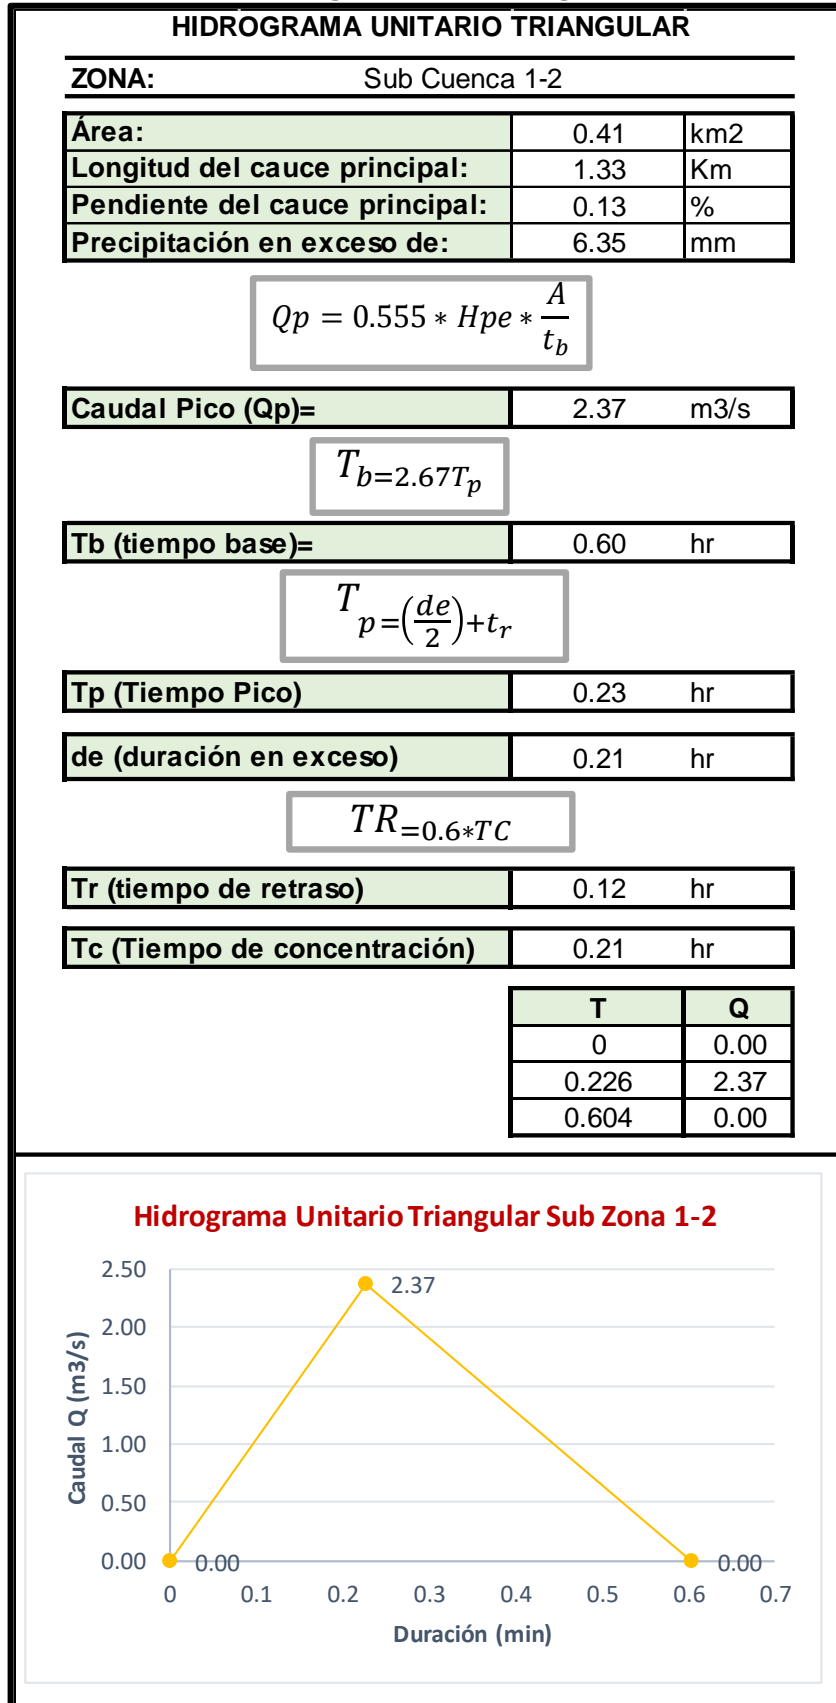 HIDROGRAMA UNITARIO TRIANGULAR
ZONA: Sub Cuenca 1-2
Área: 0.41 km2
Longitud del cauce principal: 1.33 Km
Pendiente del cauce principal: 0.13 %
Precipitación en exceso de: 6.35 mm
Qp = 0.555 ∗ Hpe ∗ A/t_b
Caudal Pico (Qp)= 2.37 m3/s
T_b=2.67T_p
Tb (tiempo base)= 0.60 hr
T_p=(de/2)+t_r
Tp (Tiempo Pico) 0.23 hr
de (duración en exceso) 0.21 hr
TR=0.6∗TC
Tr (tiempo de retraso) 0.12 hr
Tc (Tiempo de concentración) 0.21 hr
T Q
0 0.00
0.226 2.37
0.604 0.00
Hidrograma Unitario Triangular Sub Zona 1-2
Caudal Q (m3/s)
2.50
2.37
2.00
1.50
1.00
0.50
0.00 0.00 0.00
0 0.1 0.2 0.3 0.4 0.5 0.6 0.7
Duración (min)